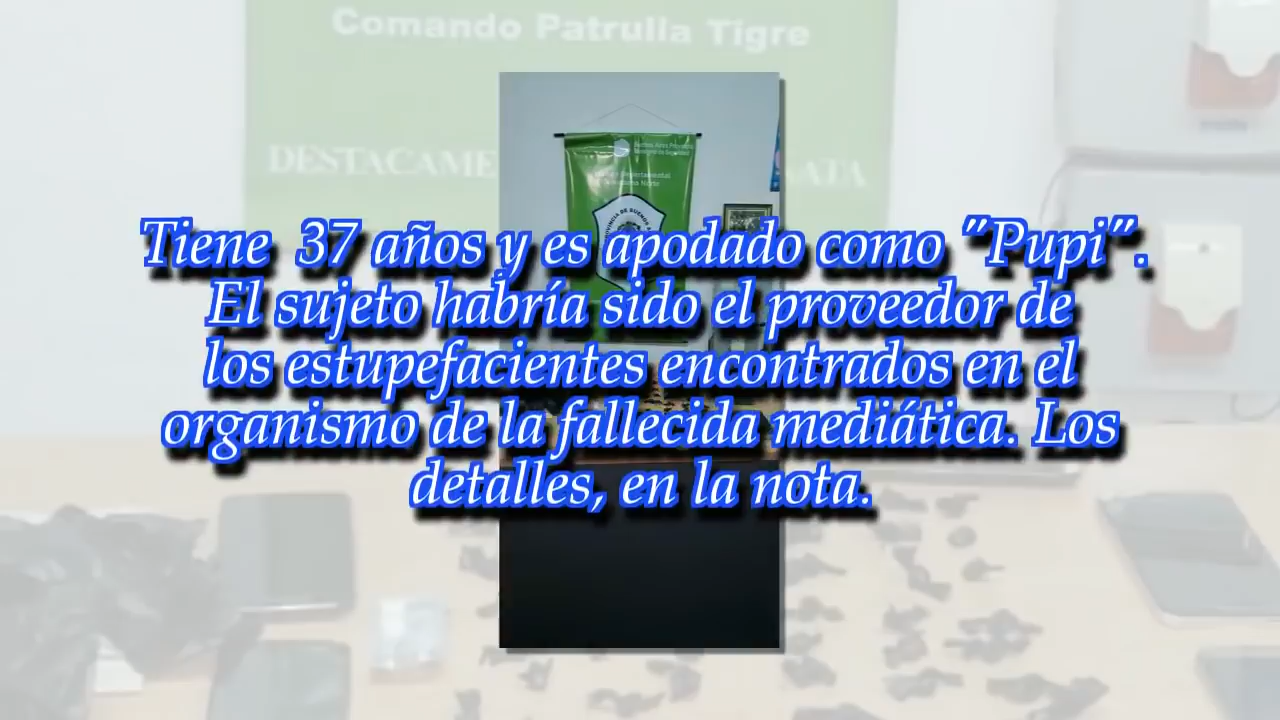 Comando Patrulla Tigre
DESTACAME
LATA
Tiene 37 años y es apodado como "Pupi".
El sujeto habría sido el proveedor de
los estupefacientes encontrados en el
organismo de la fallecida mediática. Los
detalles, en la nota.